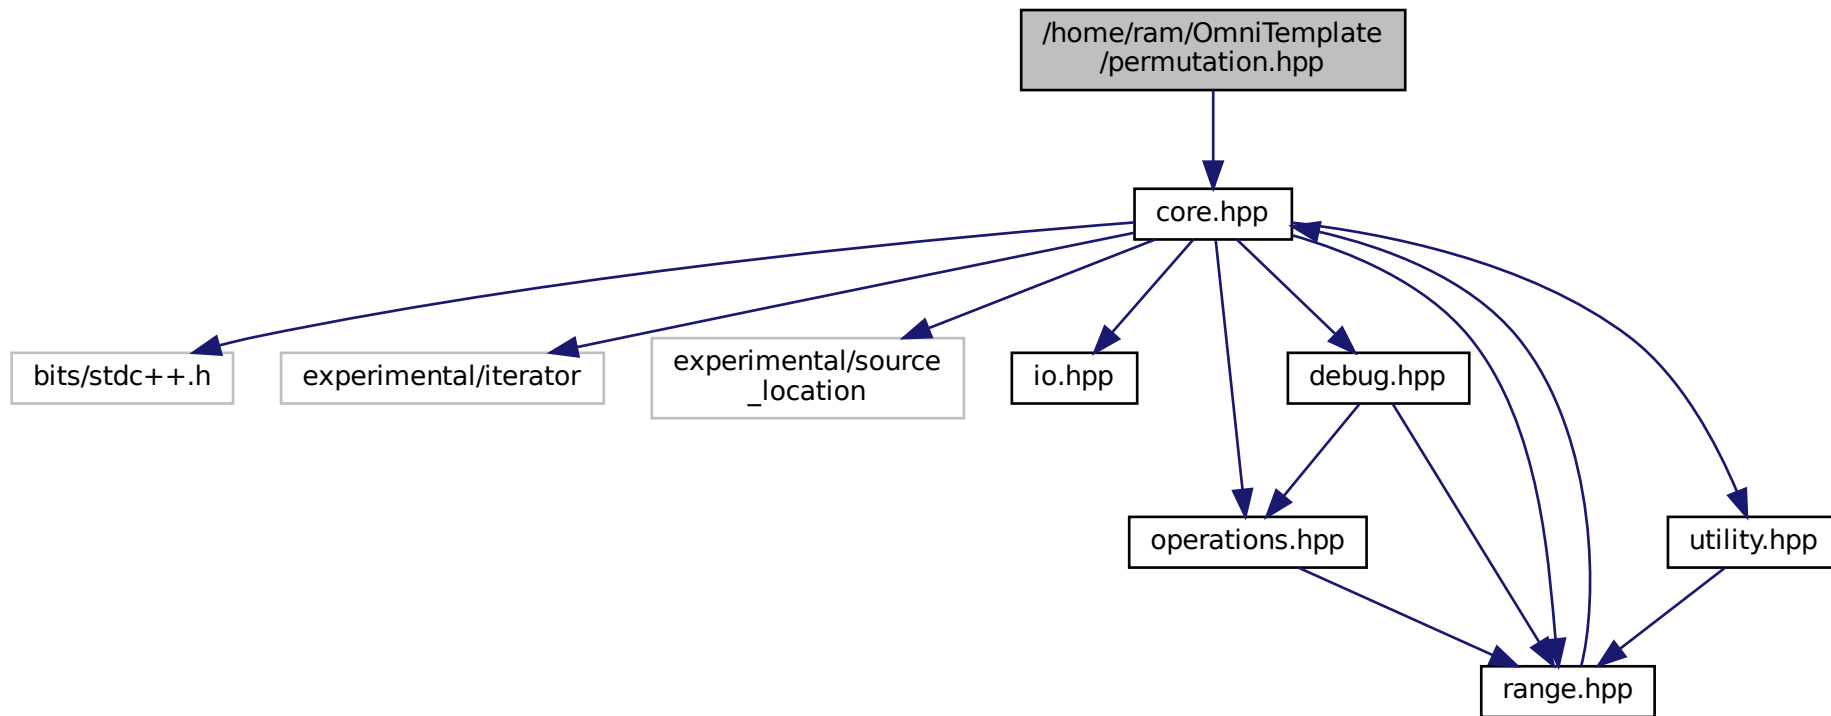 /home/ram/OmniTemplate
/permutation.hpp
core.hpp
bits/stdc++.h
experimental/iterator
experimental/source
_location
io.hpp
debug.hpp
operations.hpp
utility.hpp
range.hpp